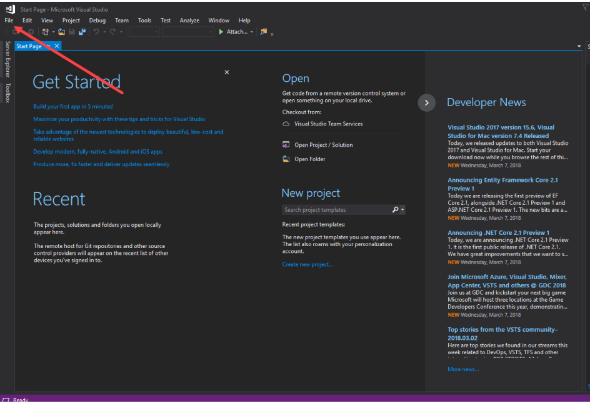 Start Page - Microsoft Visual Studio
File Edit View Project Debug Team Tools Test Analyze Window Help
Attach...
Server Explorer
Toolbox
Start Page
Get Started
Build your first app in 5 minutes!
Maximize your productivity with these tips and tricks for Visual Studio
Take advantage of the newest technologies to deploy beautiful, low-cost and
reliable websites
Develop modern, fully-native, Android and iOS apps
Produce more, fix faster and deliver updates seamlessly
Recent
The projects, solutions and folders you open locally
appear here.
The remote host for Git repositories and other source
control providers will appear on the recent list of other
devices you've signed in to.
Open
Get code from a remote version control system or
open something on your local drive.
Checkout from:
Visual Studio Team Services
Open Project / Solution
Open Folder
New project
Search project templates
Recent project templates:
The new project templates you use appear here.
The list also roams with your personalization
account.
Create new project...
Developer News
Visual Studio 2017 version 15.6, Visual
Studio for Mac version 7.4 Released
Today, we released updates to both Visual Studio
2017 and Visual Studio for Mac. Start your
download now while you browse the rest of thi...
NEW Wednesday, March 7, 2018
Announcing Entity Framework Core 2.1
Preview 1
Today we are releasing the first preview of EF
Core 2.1, alongside .NET Core 2.1 Preview 1 and
ASP.NET Core 2.1 Preview 1. The new bits are a...
NEW Wednesday, March 7, 2018
Announcing .NET Core 2.1 Preview 1
Today, we are announcing .NET Core 2.1 Preview
1. It is the first public release of .NET Core 2.1.
We have great improvements that we want to s...
NEW Wednesday, March 7, 2018
Join Microsoft Azure, Visual Studio, Mixer,
App Center, VSTS and others @ GDC 2018
Join us at GDC and kickstart your next big game
Microsoft will host three locations at the Game
Developers Conference this year, demonstratin...
NEW Wednesday, March 7, 2018
Top stories from the VSTS community-
2018.03.02
Here are top stories we found in our streams this
week related to DevOps, VSTS, TFS and other
More news...
Ready